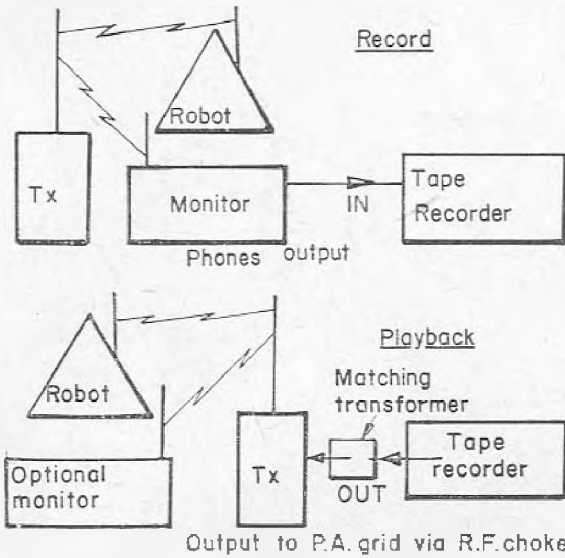 Record
Robot
Tx
Monitor
IN
Tape
Recorder
Phones output
Playback
Robot
Matching
transformer
Optional
monitor
Tx
OUT
Tape
recorder
Output to P.A. grid via R.F. choke